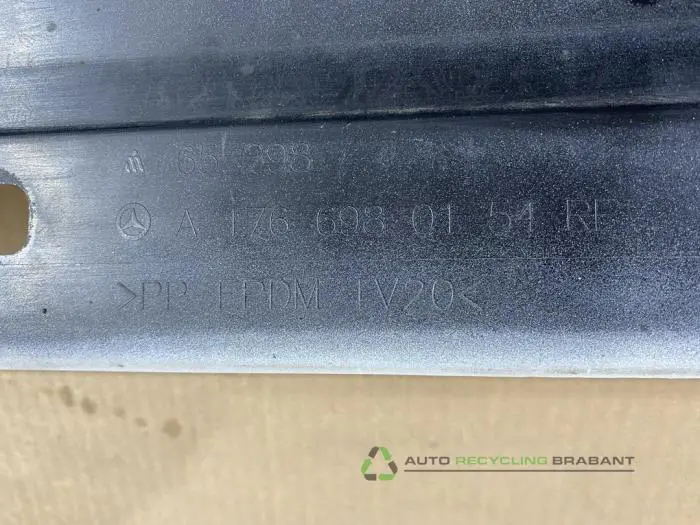 A 176 698 01 54 RE
>PP EPDM TV20<
AUTO RECYCLING BRABANT